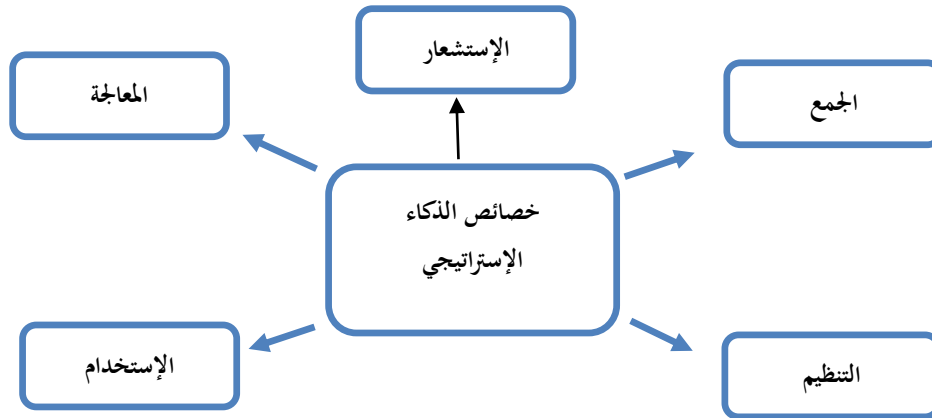 الإستشعار
الجمع
المعالجة
خصائص الذكاء
الإستراتيجي
التنظيم
الإستخدام